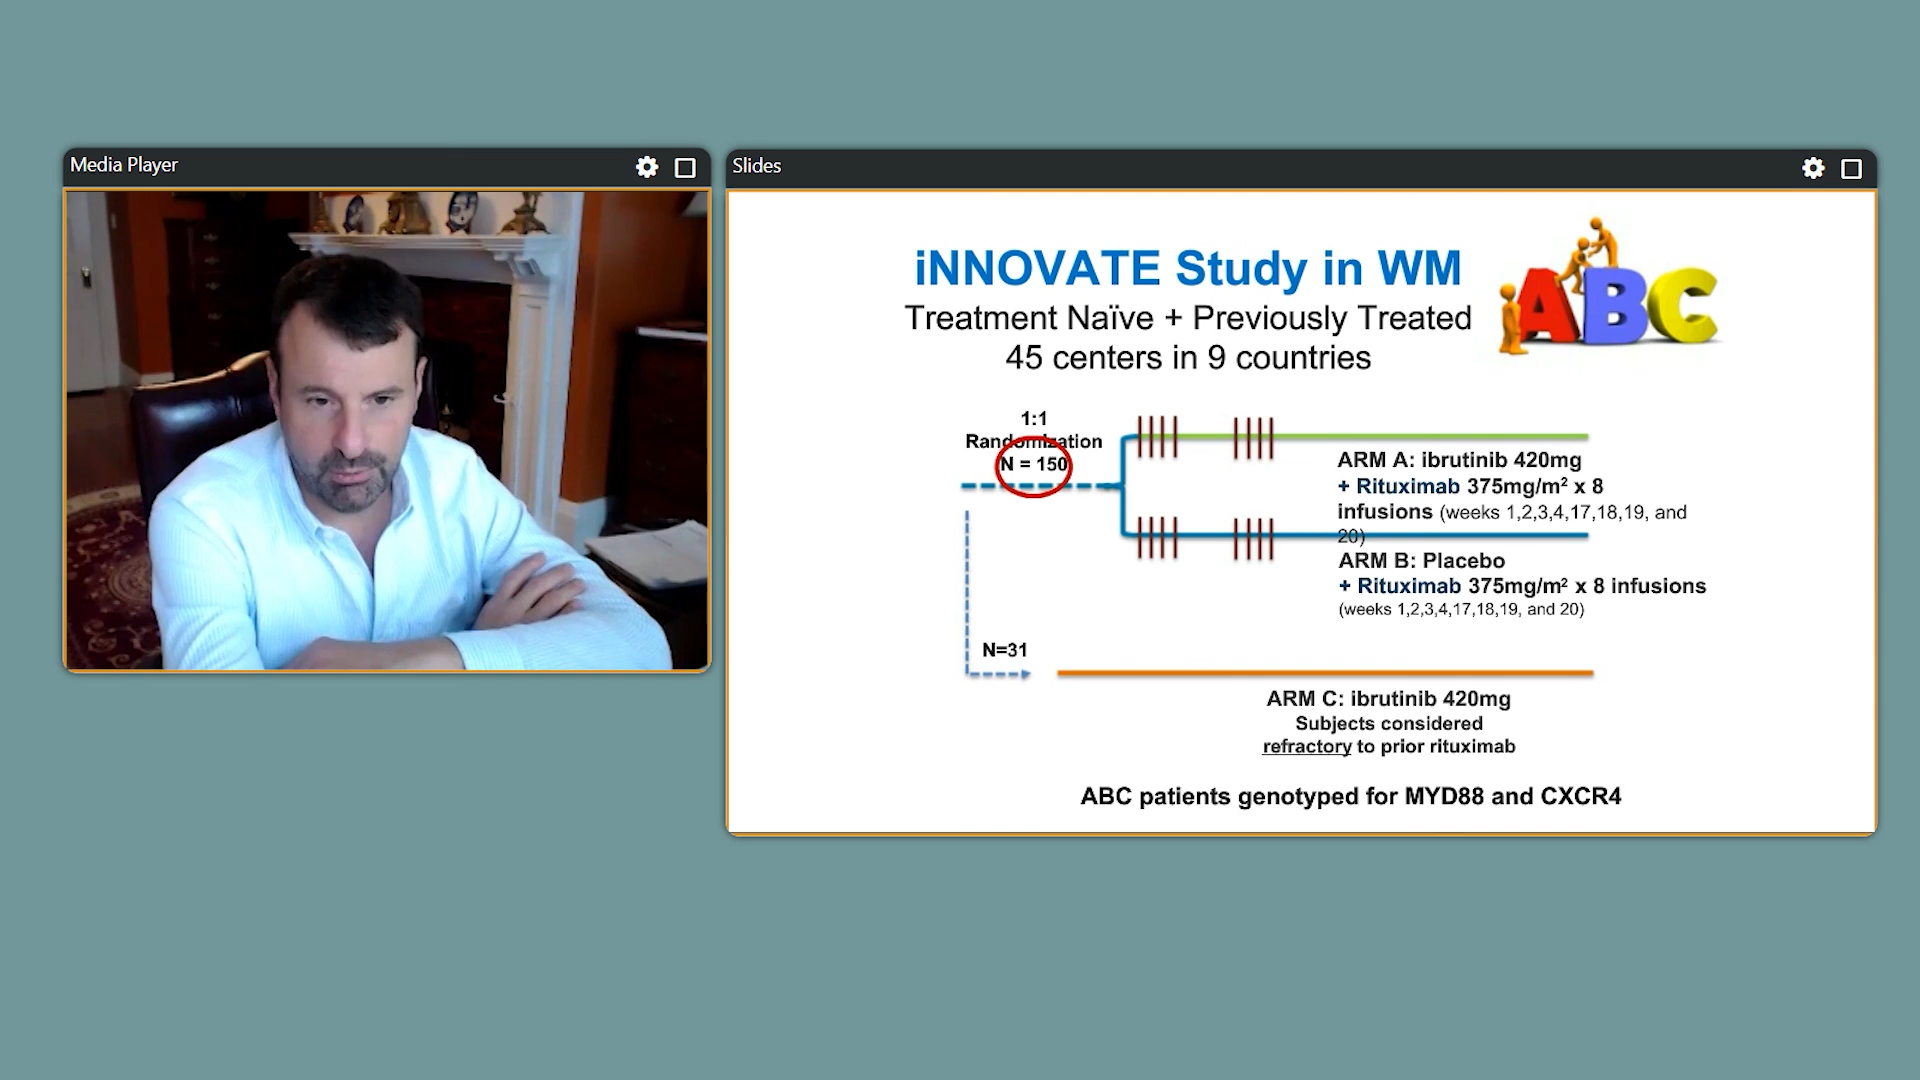 Media Player
Slides
iNNOVATE Study in WM
Treatment Naïve + Previously Treated
45 centers in 9 countries
ABC
1:1
Randomization
N = 150
ARM A: ibrutinib 420mg
+ Rituximab 375mg/m² x 8
infusions (weeks 1,2,3,4,17,18,19, and
20)
ARM B: Placebo
+ Rituximab 375mg/m² x 8 infusions
(weeks 1,2,3,4,17,18,19, and 20)
N=31
ARM C: ibrutinib 420mg
Subjects considered
refractory to prior rituximab
ABC patients genotyped for MYD88 and CXCR4